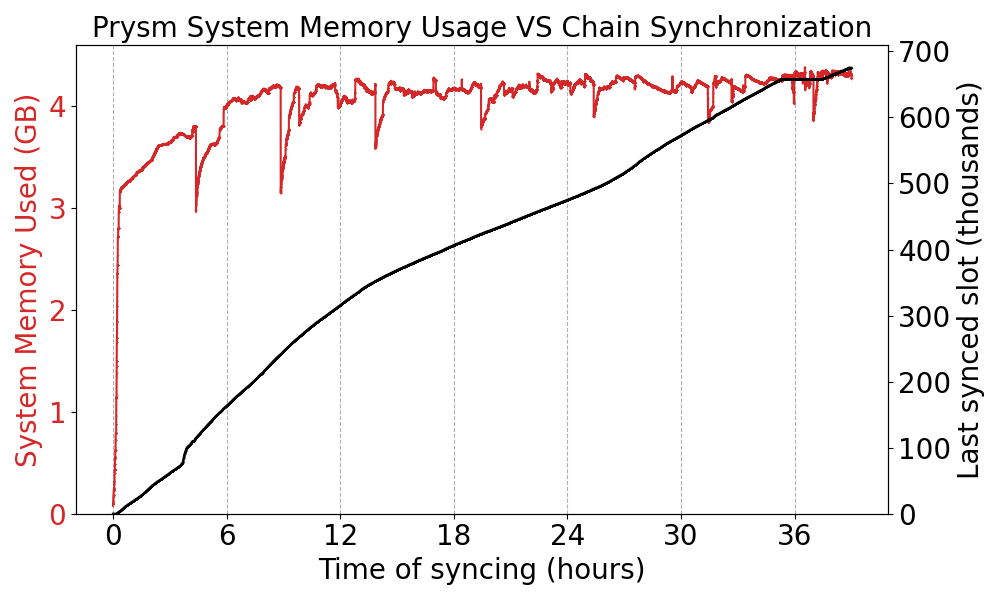 Prysm System Memory Usage VS Chain Synchronization
System Memory Used (GB)
4
3
2
1
0
700
600
500
400
300
200
100
0
Last synced slot (thousands)
0 6 12 18 24 30 36
Time of syncing (hours)